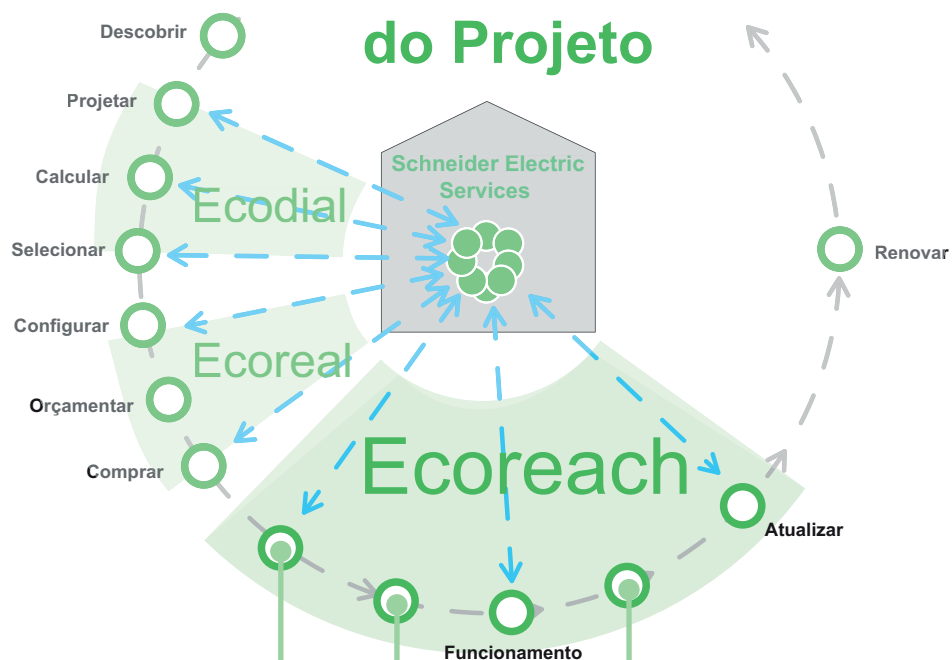 do Projeto
Descobrir
Projetar
Calcular
Selecionar
Configurar
Orçamentar
Comprar
Ecodial
Ecoreal
Schneider Electric
Services
Ecoreach
Renovar
Atualizar
Funcionamento